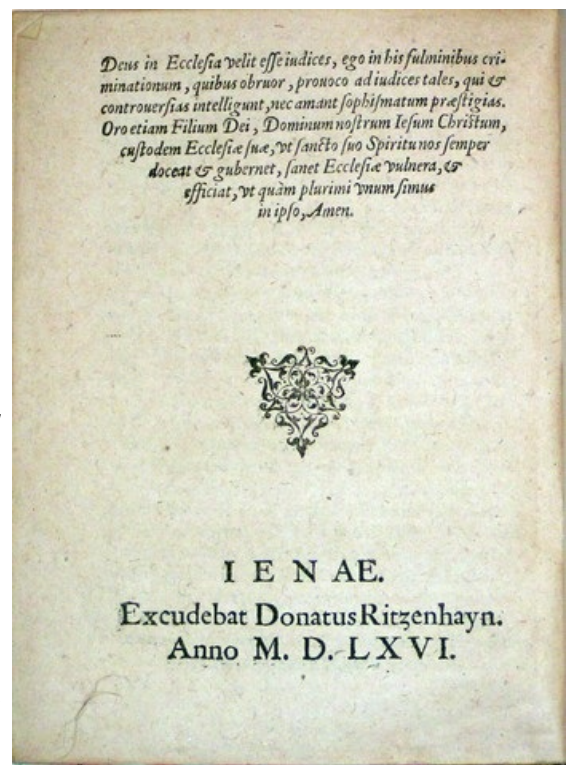 Deus in Ecclesia velit esse iudices, ego in his fulminibus cri-
minationum, quibus obruor, prouoco ad iudices tales, qui &
controuersias intelligunt, nec amant sophismatum præstigias.
Oro etiam Filium Dei, Dominum nostrum Iesum Christum,
custodem Ecclesiæ suæ, vt sancto suo Spiritu nos semper
doceat & gubernet, sanet Ecclesiæ vulnera, &
efficiat, vt quàm plurimi vnum simus
in ipso, Amen.
IENAE.
Excudebat Donatus Ritzenhayn.
Anno M. D. LXVI.